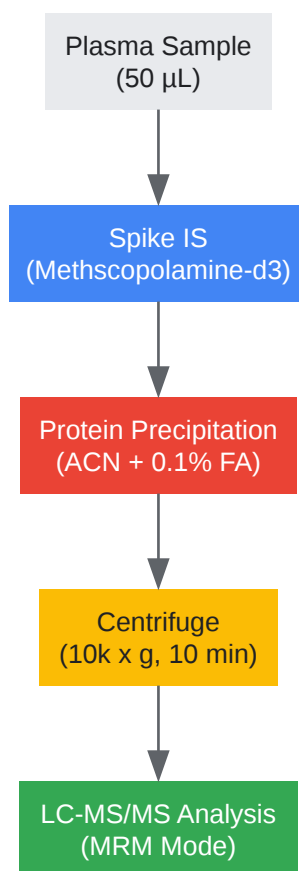 Plasma Sample
(50 µL)
Spike IS
(Methscopolamine-d3)
Protein Precipitation
(ACN + 0.1% FA)
Centrifuge
(10k x g, 10 min)
LC-MS/MS Analysis
(MRM Mode)